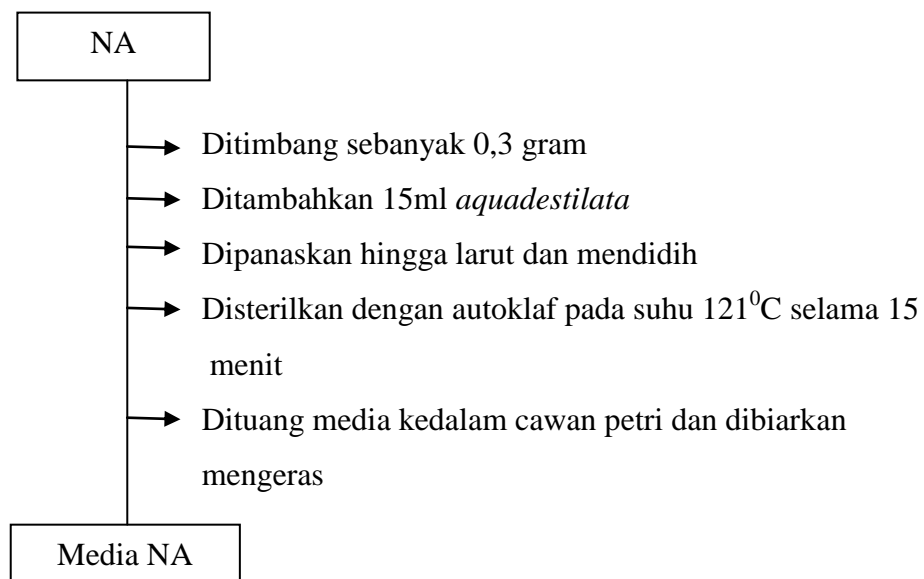 NA
Ditimbang sebanyak 0,3 gram
Ditambahkan 15ml aquadestilata
Dipanaskan hingga larut dan mendidih
Disterilkan dengan autoklaf pada suhu 121⁰C selama 15
menit
Dituang media kedalam cawan petri dan dibiarkan
mengeras
Media NA